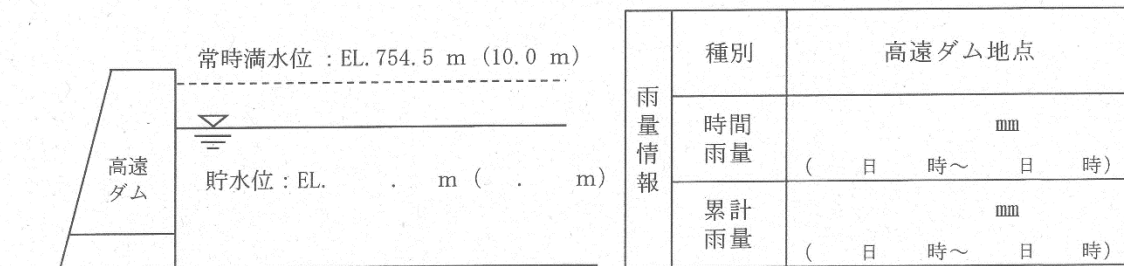 常時満水位 : EL. 754.5 m (10.0 m)
高遠
ダム
貯水位 : EL.　　.　　m (　.　　m)
雨量情報
種別　高遠ダム地点
時間
雨量
mm
(　日　時～　日　時)
累計
雨量
mm
(　日　時～　日　時)